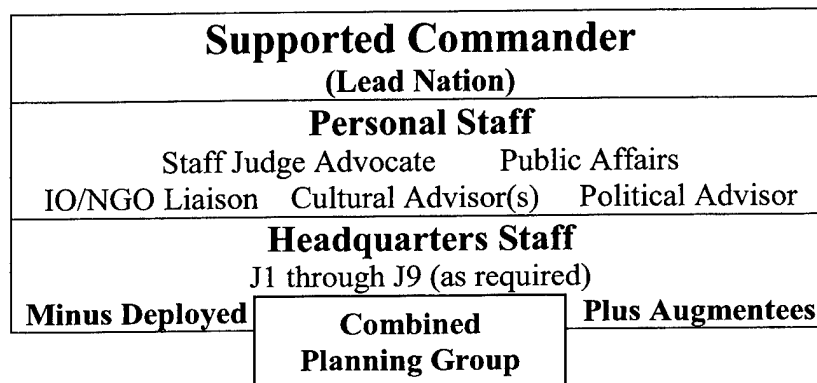 Supported Commander
(Lead Nation)
Personal Staff
Staff Judge Advocate Public Affairs
IO/NGO Liaison Cultural Advisor(s) Political Advisor
Headquarters Staff
J1 through J9 (as required)
Minus Deployed Plus Augmentees
Combined
Planning Group